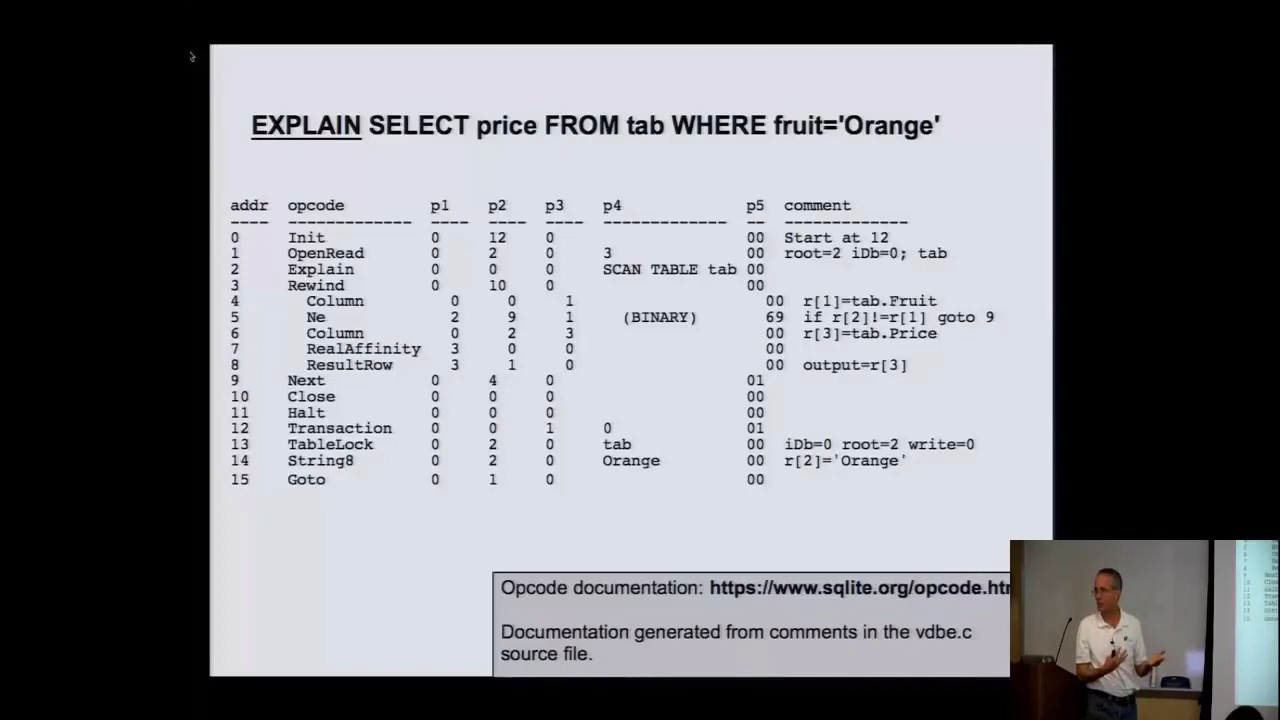 EXPLAIN SELECT price FROM tab WHERE fruit='Orange'
addr opcode p1 p2 p3 p4 p5 comment
---- ------------- ---- ---- ---- ------------- -- -------------
0 Init 0 12 0 00 Start at 12
1 OpenRead 0 2 0 3 00 root=2 iDb=0; tab
2 Explain 0 0 0 SCAN TABLE tab 00
3 Rewind 0 10 0 00
4 Column 0 0 1 00 r[1]=tab.Fruit
5 Ne 2 9 1 (BINARY) 69 if r[2]!=r[1] goto 9
6 Column 0 2 3 00 r[3]=tab.Price
7 RealAffinity 3 0 0 00
8 ResultRow 3 1 0 00 output=r[3]
9 Next 0 4 0 01
10 Close 0 0 0 00
11 Halt 0 0 0 00
12 Transaction 0 0 1 0 01
13 TableLock 0 2 0 tab 00 iDb=0 root=2 write=0
14 String8 0 2 0 Orange 00 r[2]='Orange'
15 Goto 0 1 0 00
Opcode documentation: https://www.sqlite.org/opcode.htm
Documentation generated from comments in the vdbe.c
source file.